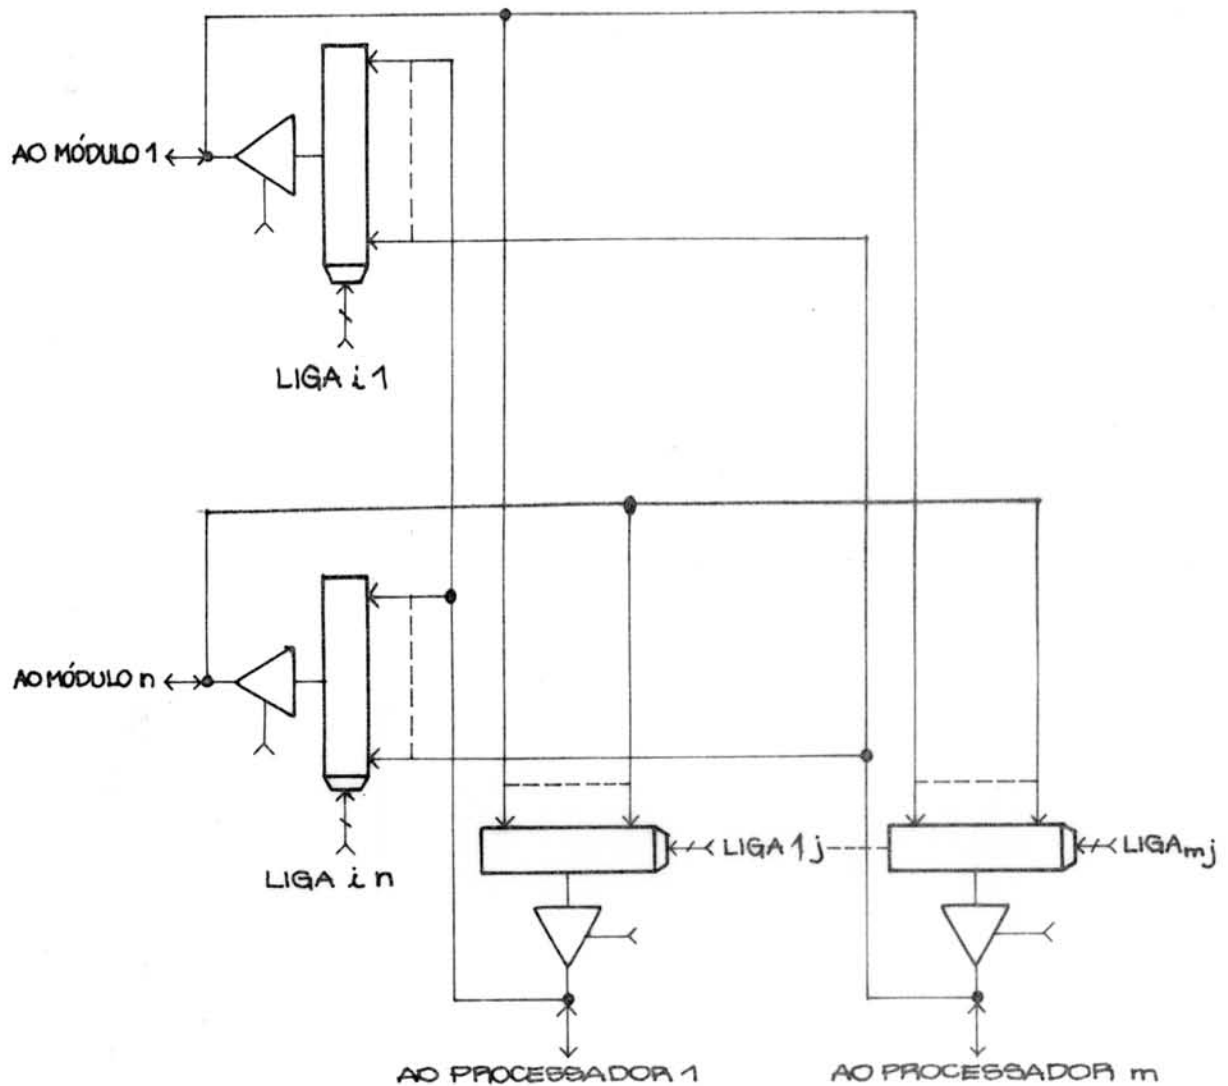 AO MÓDULO 1
LIGA i 1
AO MÓDULO n
LIGA i n
LIGA 1 j
LIGA mj
AO PROCESSADOR 1
AO PROCESSADOR m